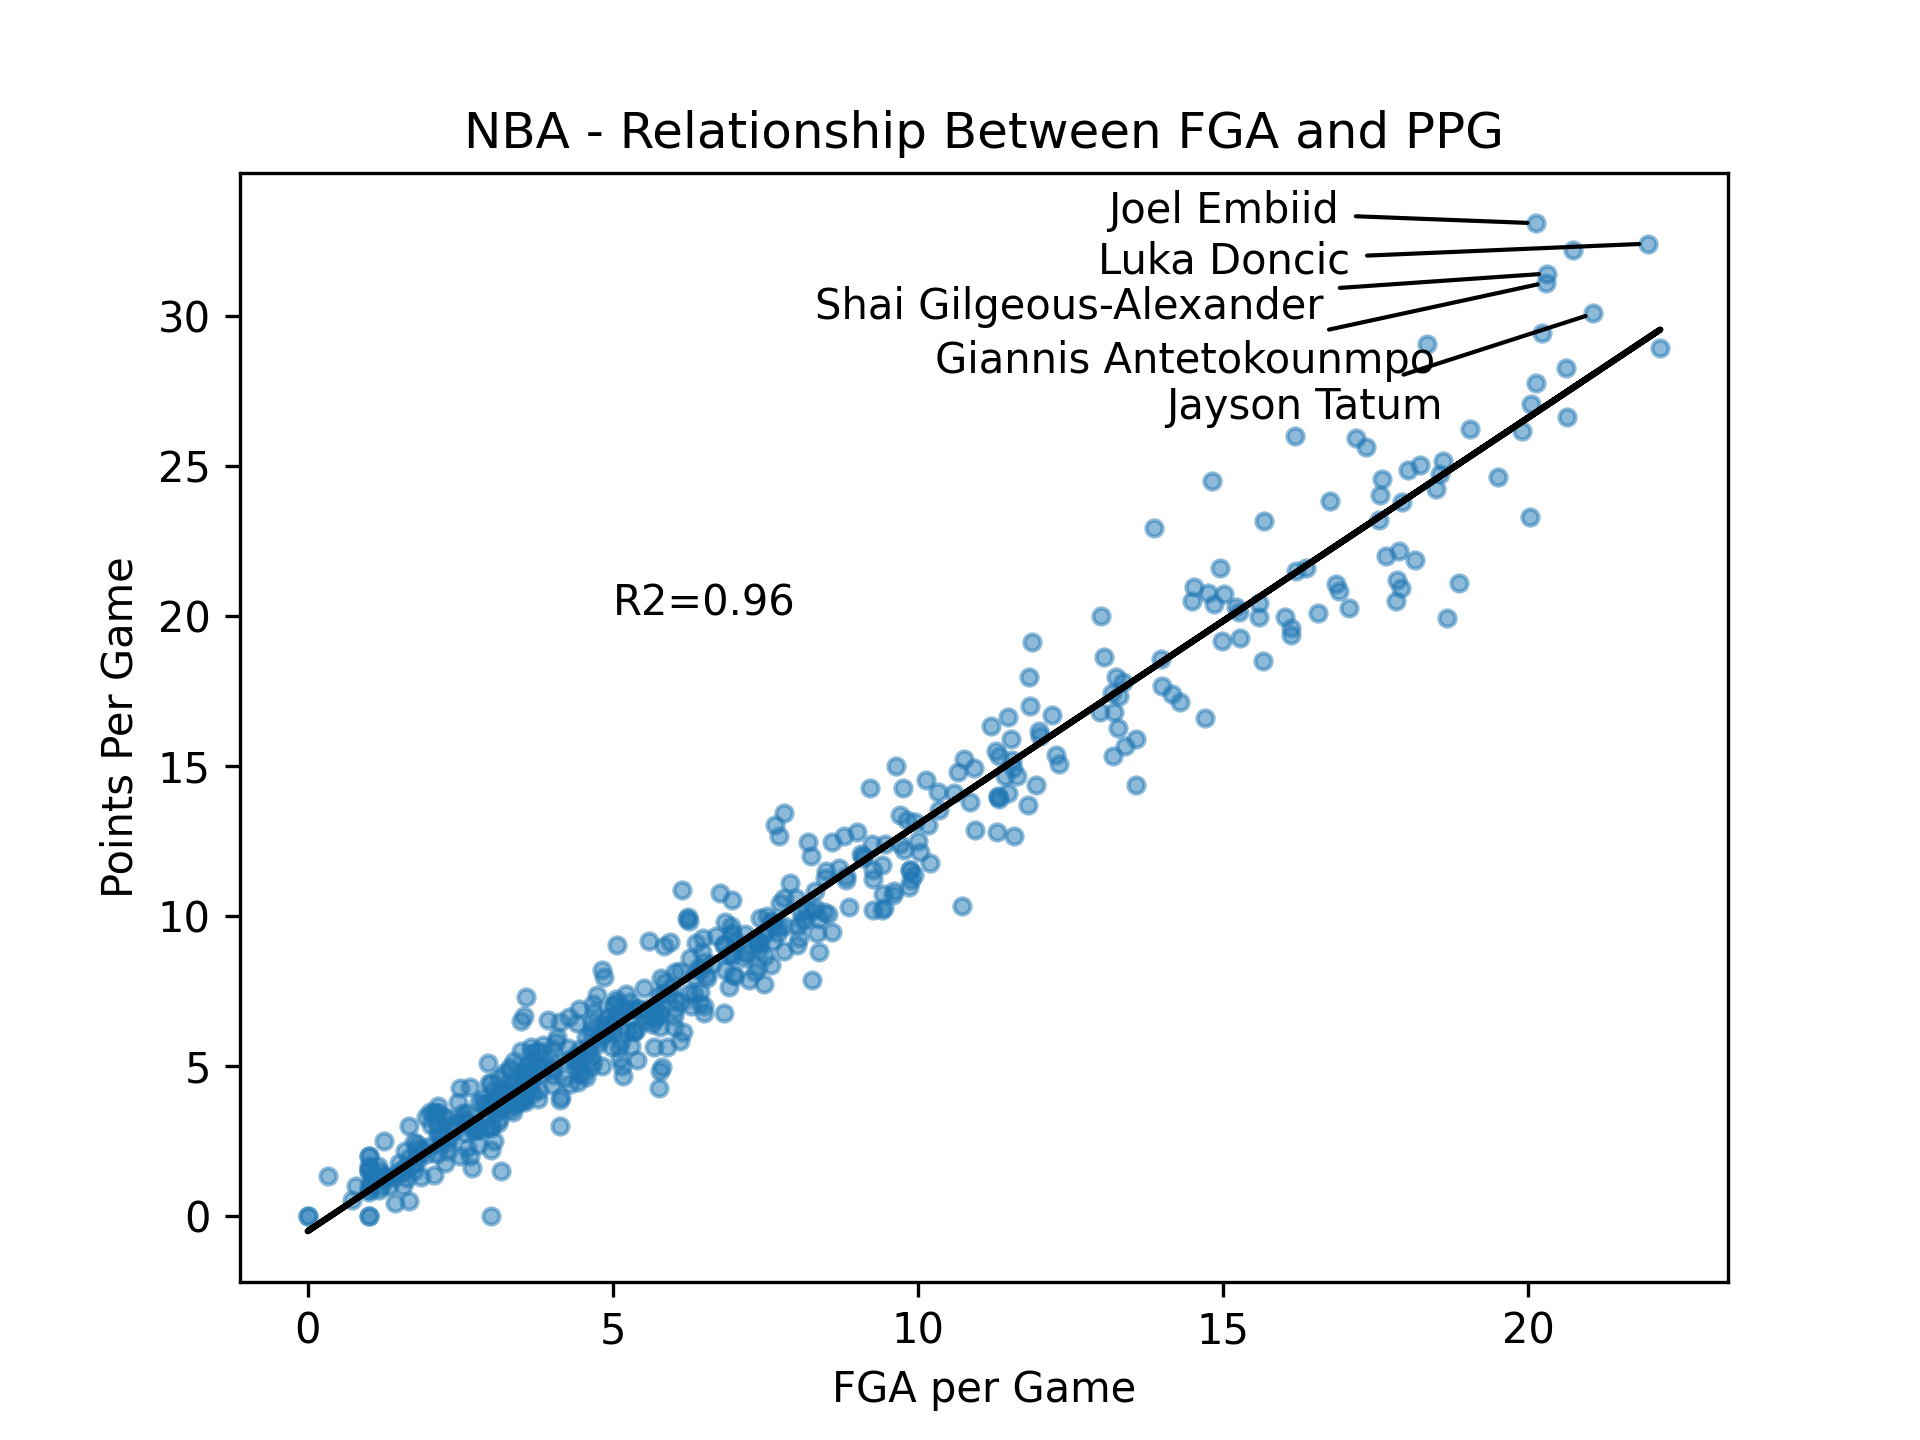 NBA - Relationship Between FGA and PPG
Joel Embiid
Luka Doncic
Shai Gilgeous-Alexander
Giannis Antetokounmpo
Jayson Tatum
R2=0.96
Points Per Game
30
25
20
15
10
5
0
0 5 10 15 20
FGA per Game